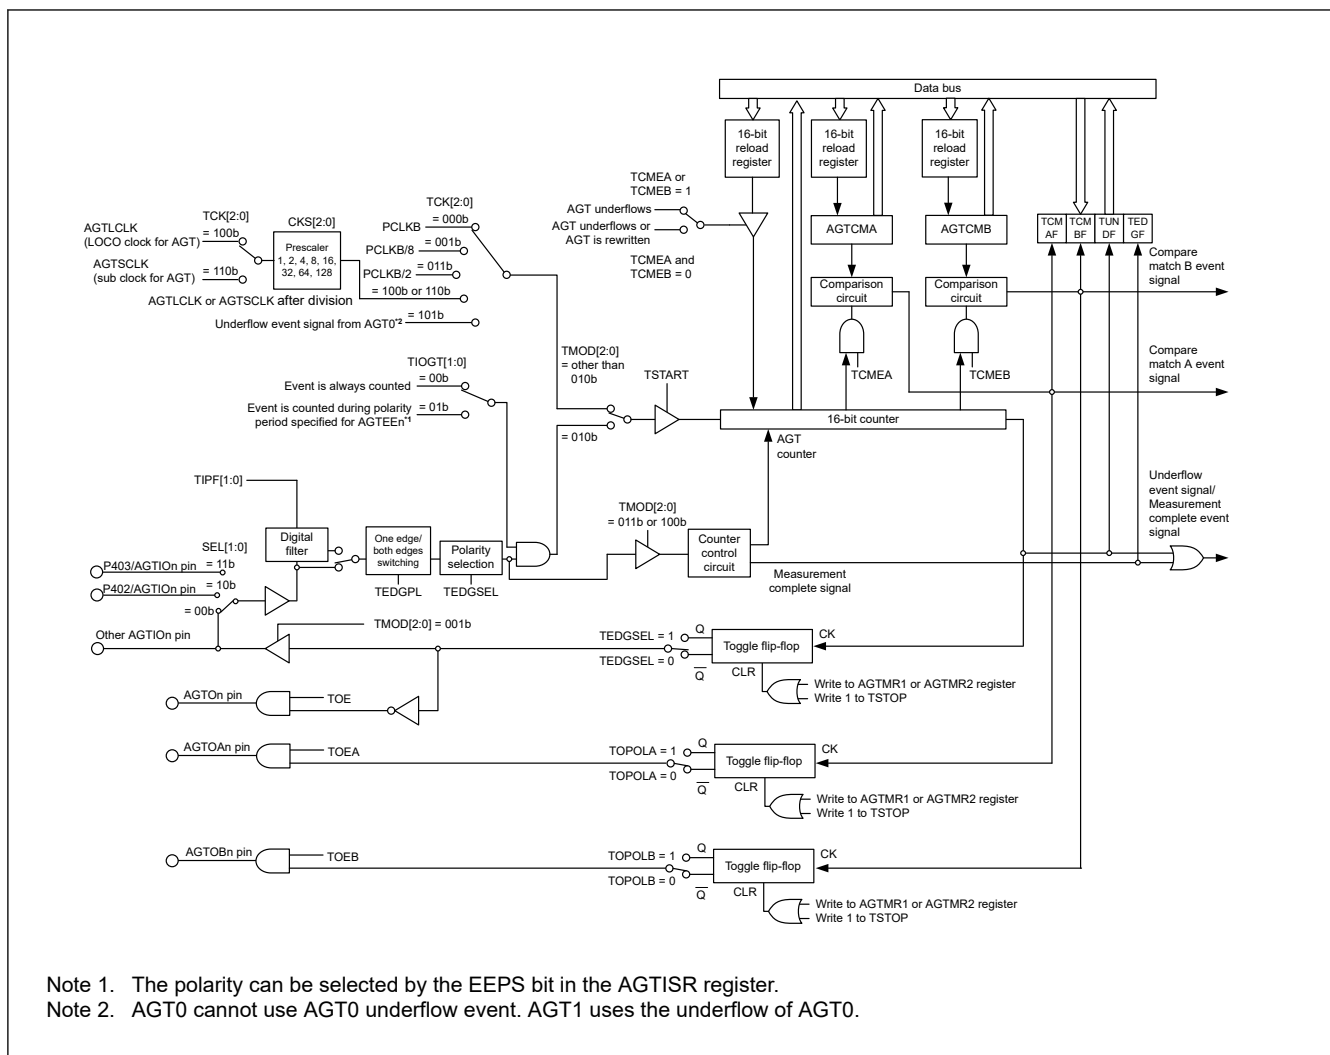 Data bus
16-bit
reload
register
16-bit
reload
register
16-bit
reload
register
TCMEA or
TCMEB = 1
AGT underflows
AGT underflows or
AGT is rewritten
TCMEA and
TCMEB = 0
AGTCMA
AGTCMB
TCM
AF
TCM
BF
TUN
DF
TED
GF
Compare
match B event
signal
Comparison
circuit
Comparison
circuit
TCMEA
TCMEB
Compare
match A event
signal
TCK[2:0]
CKS[2:0]
TCK[2:0]
AGTLCLK
(LOCO clock for AGT)
= 100b
AGTSCLK
(sub clock for AGT)
= 110b
Prescaler
1, 2, 4, 8, 16,
32, 64, 128
PCLKB
= 000b
PCLKB/8
= 001b
PCLKB/2
= 011b
AGTLCLK or AGTSCLK after division
= 100b or 110b
Underflow event signal from AGT0*2
= 101b
TIOGT[1:0]
Event is always counted
= 00b
Event is counted during polarity
period specified for AGTEEn*1
= 01b
TMOD[2:0]
= other than
010b
= 010b
TSTART
16-bit counter
AGT
counter
Underflow
event signal/
Measurement
complete event
signal
TIPF[1:0]
Digital
filter
SEL[1:0]
One edge/
both edges
switching
Polarity
selection
TEDGPL
TEDGSEL
TMOD[2:0]
= 011b or 100b
Counter
control
circuit
Measurement
complete signal
P403/AGTIOn pin
= 11b
P402/AGTIOn pin
= 10b
= 00b
Other AGTIOn pin
TMOD[2:0] = 001b
TEDGSEL = 1
TEDGSEL = 0
Q
Q
Toggle flip-flop
CK
CLR
Write to AGTMR1 or AGTMR2 register
Write 1 to TSTOP
AGTOn pin
TOE
AGTOAn pin
TOEA
TOPOLA = 1
TOPOLA = 0
Q
Q
Toggle flip-flop
CK
CLR
Write to AGTMR1 or AGTMR2 register
Write 1 to TSTOP
AGTOBn pin
TOEB
TOPOLB = 1
TOPOLB = 0
Q
Q
Toggle flip-flop
CK
CLR
Write to AGTMR1 or AGTMR2 register
Write 1 to TSTOP
Note 1. The polarity can be selected by the EEPS bit in the AGTISR register.
Note 2. AGT0 cannot use AGT0 underflow event. AGT1 uses the underflow of AGT0.